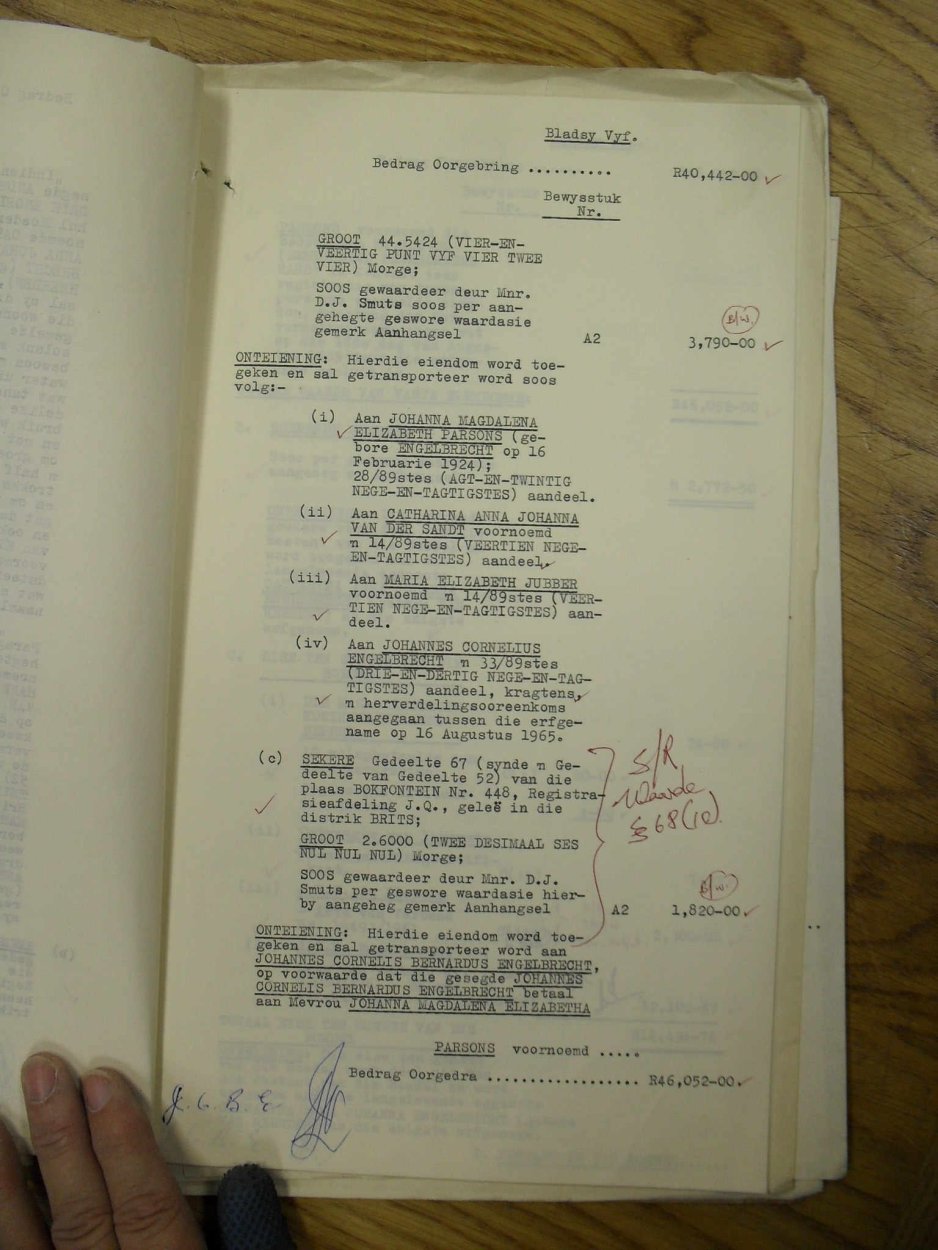 Bladsy Vyf.
Bedrag Oorgebring .......... R40,442-00
Bewysstuk
Nr.
GROOT 44.5424 (VIER-EN-
VEERTIG PUNT VYF VIER TWEE
VIER) Morge;
SOOS gewaardeer deur Mnr.
D.J. Smuts soos per aan-
gehegte geswore waardasie
gemerk Aanhangsel A2 3,790-00
B/W.
ONTEIENING: Hierdie eiendom word toe-
geken en sal getransporteer word soos
volg:-
(i) Aan JOHANNA MAGDALENA
ELIZABETH PARSONS (ge-
bore ENGELBRECHT op 16
Februarie 1924);
28/89stes (AGT-EN-TWINTIG
NEGE-EN-TAGTIGSTES) aandeel.
(ii) Aan CATHARINA ANNA JOHANNA
VAN DER SANDT voornoemd
'n 14/89stes (VEERTIEN NEGE-
EN-TAGTIGSTES) aandeel.
(iii) Aan MARIA ELIZABETH JUBBER
voornoemd 'n 14/89stes (VEER-
TIEN NEGE-EN-TAGTIGSTES) aan-
deel.
(iv) Aan JOHANNES CORNELIUS
ENGELBRECHT 'n 33/89stes
(DRIE-EN-DERTIG NEGE-EN-TAG-
TIGSTES) aandeel, kragtens,
'n herverdelingsooreenkoms
aangegaan tussen die erfge-
name op 16 Augustus 1965.
(c) SEKERE Gedeelte 67 (synde 'n Ge-
deelte van Gedeelte 52) van die
plaas BOKFONTEIN Nr. 448, Registra-
sieafdeling J.Q., geleë in die
distrik BRITS;
GROOT 2.6000 (TWEE DESIMAAL SES
NUL NUL NUL) Morge;
SOOS gewaardeer deur Mnr. D.J.
Smuts per geswore waardasie hier-
by aangeheg gemerk Aanhangsel A2 1,820-00
S/R
Waarde
§ 68(10)
B/W.
ONTEIENING: Hierdie eiendom word toe-
geken en sal getransporteer word aan
JOHANNES CORNELIS BERNARDUS ENGELBRECHT,
op voorwaarde dat die gesegde JOHANNES
CORNELIS BERNARDUS ENGELBRECHT betaal
aan Mevrou JOHANNA MAGDALENA ELIZABETHA
PARSONS voornoemd .....
Bedrag Oorgedra .................. R46,052-00
J. C. B. E.